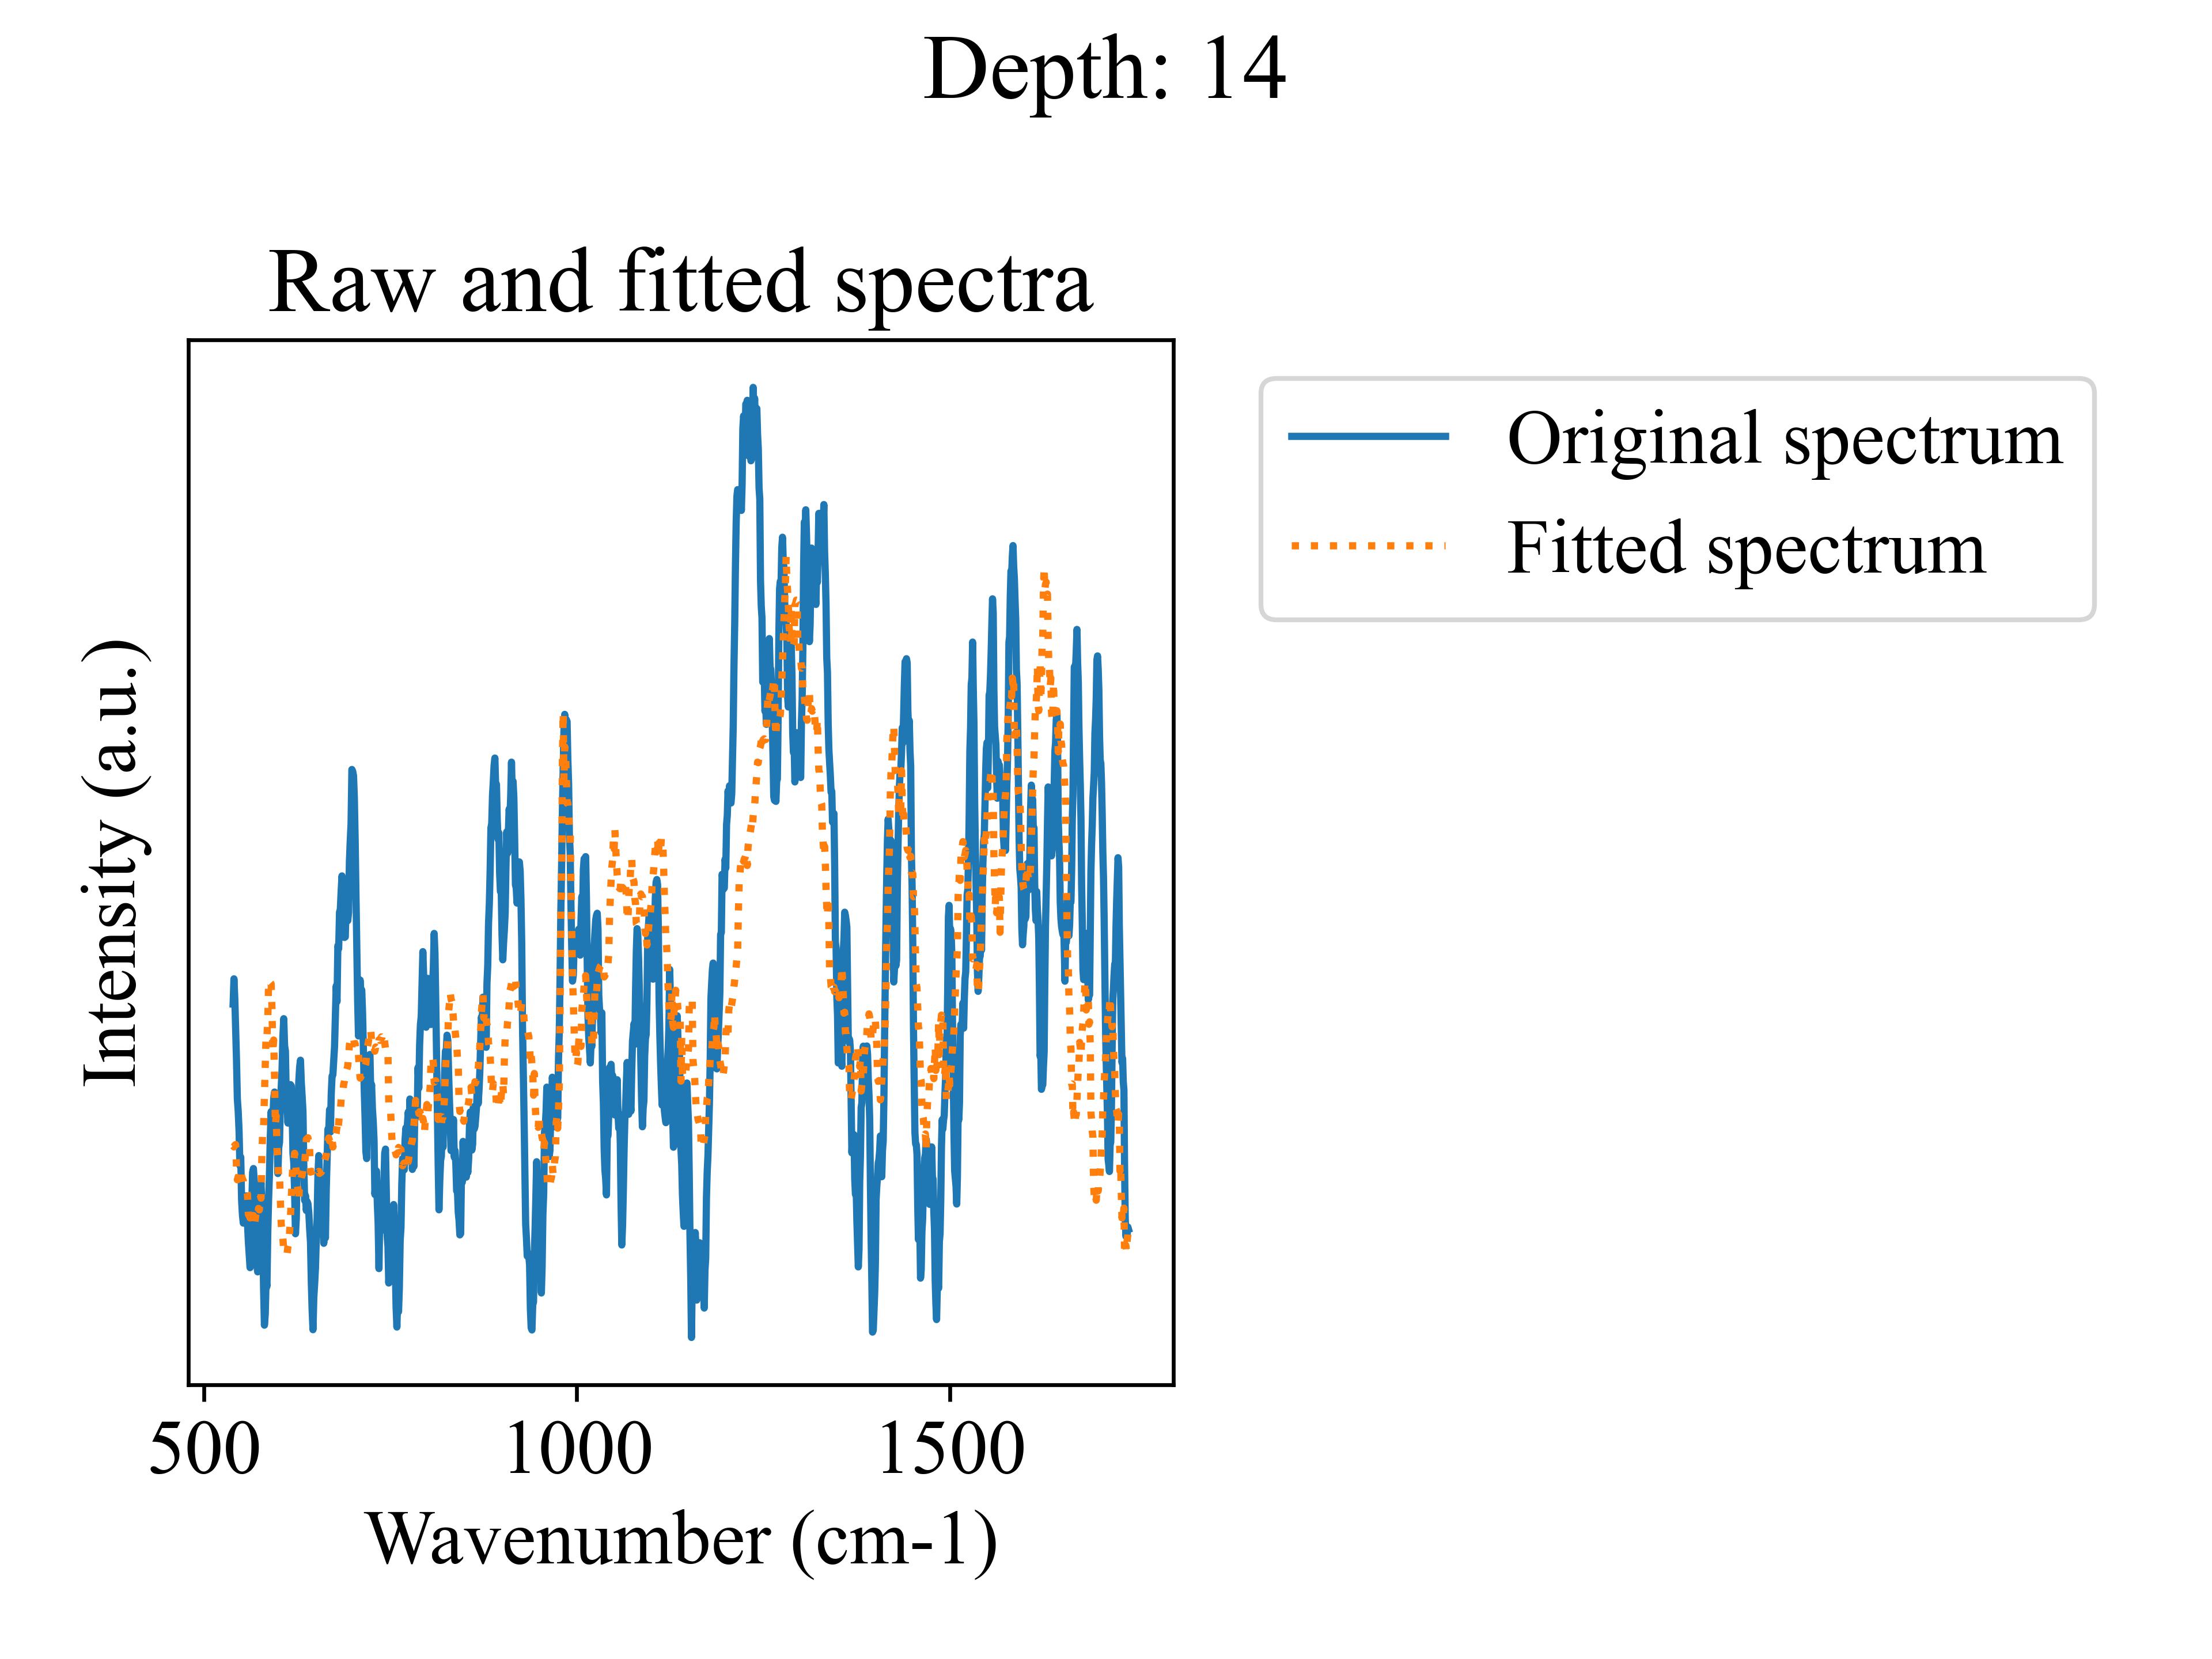 Depth: 14
Raw and fitted spectra
Original spectrum
Fitted spectrum
Intensity (a.u.)
500 1000 1500
Wavenumber (cm-1)